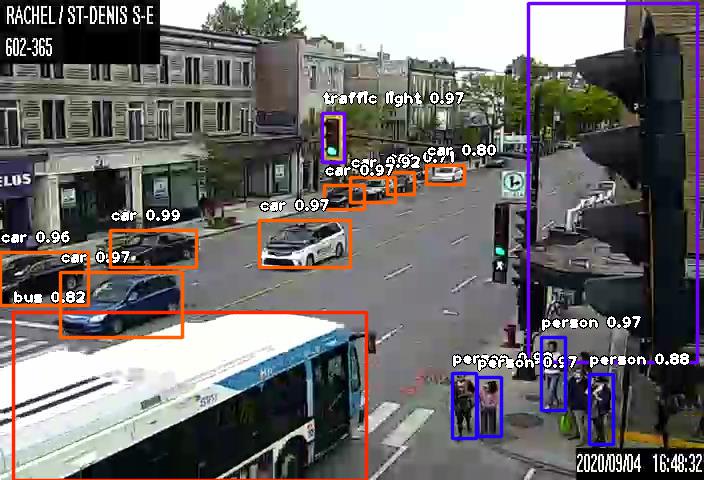 RACHEL / ST-DENIS S-E
602-365
traffic light 0.97
car 0.80
car 0.97
car 0.99
car 0.97
car 0.96
car 0.97
bus 0.82
person 0.97
person 0.97
person 0.88
2020/09/04 16:48:32